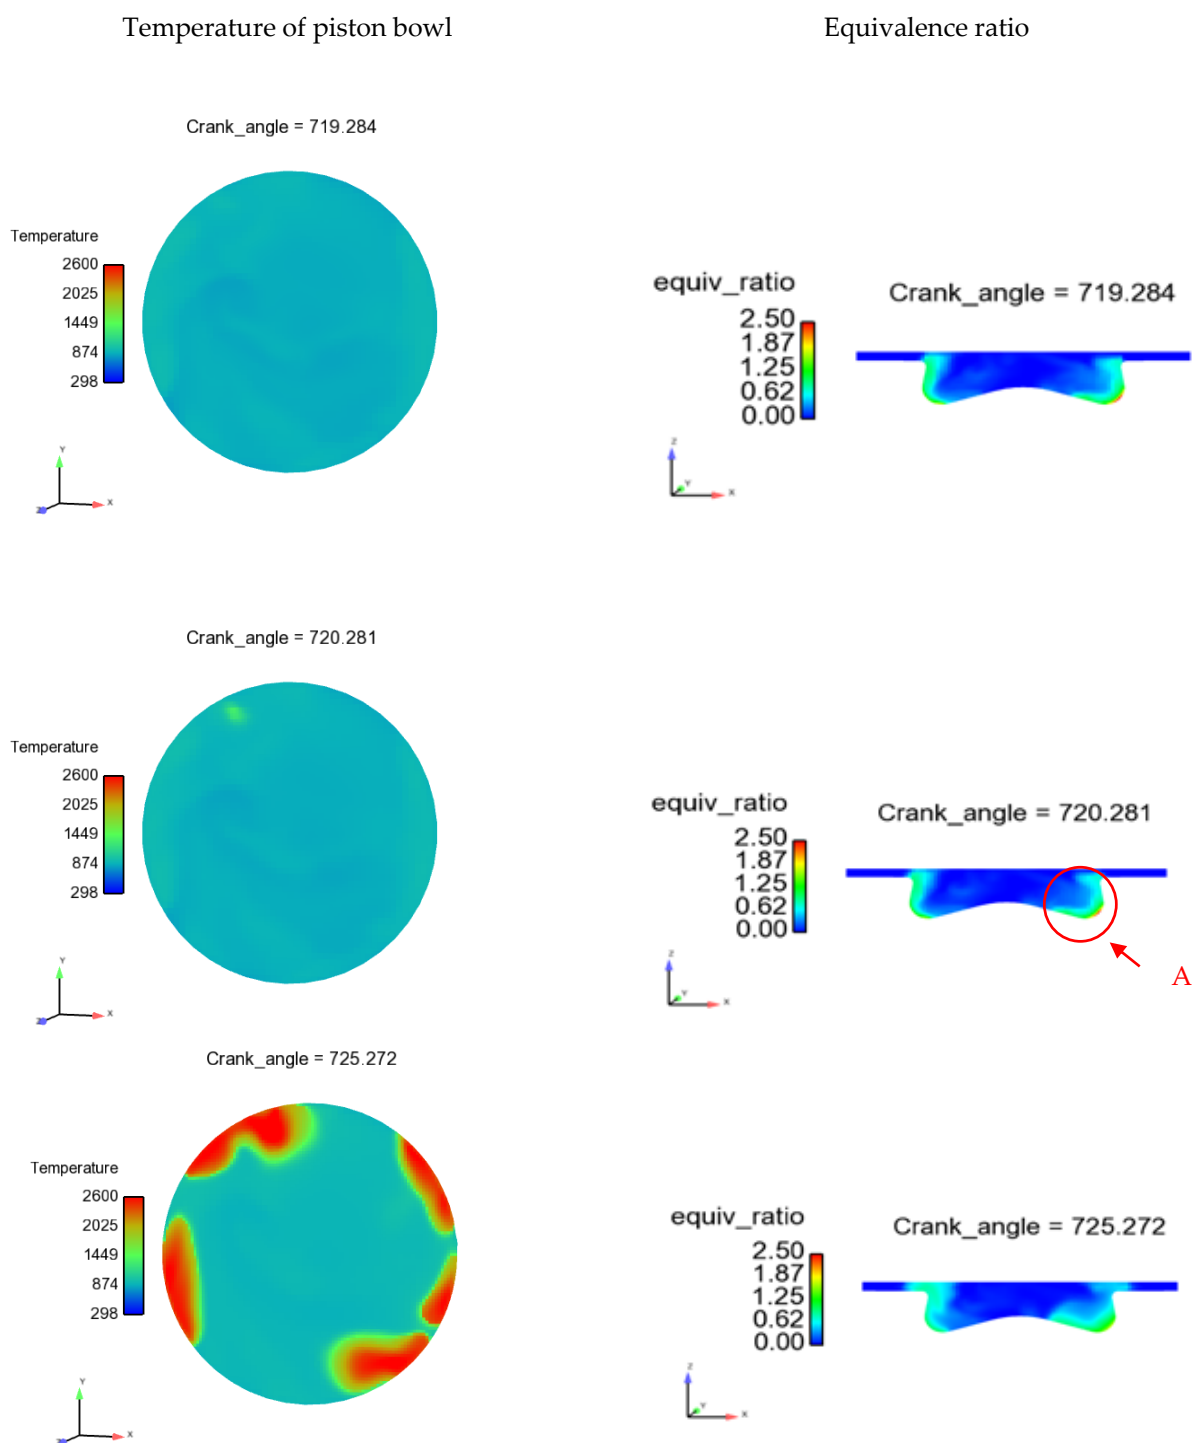 Temperature of piston bowl
Equivalence ratio
Crank_angle = 719.284
Temperature
2600
2025
1449
874
298
Y
X
Z
equiv_ratio
Crank_angle = 719.284
2.50
1.87
1.25
0.62
0.00
Z
Y
X
Crank_angle = 720.281
Temperature
2600
2025
1449
874
298
Y
X
Z
equiv_ratio
Crank_angle = 720.281
2.50
1.87
1.25
0.62
0.00
A
Z
Y
X
Crank_angle = 725.272
Temperature
2600
2025
1449
874
298
Y
X
Z
equiv_ratio
Crank_angle = 725.272
2.50
1.87
1.25
0.62
0.00
Z
Y
X